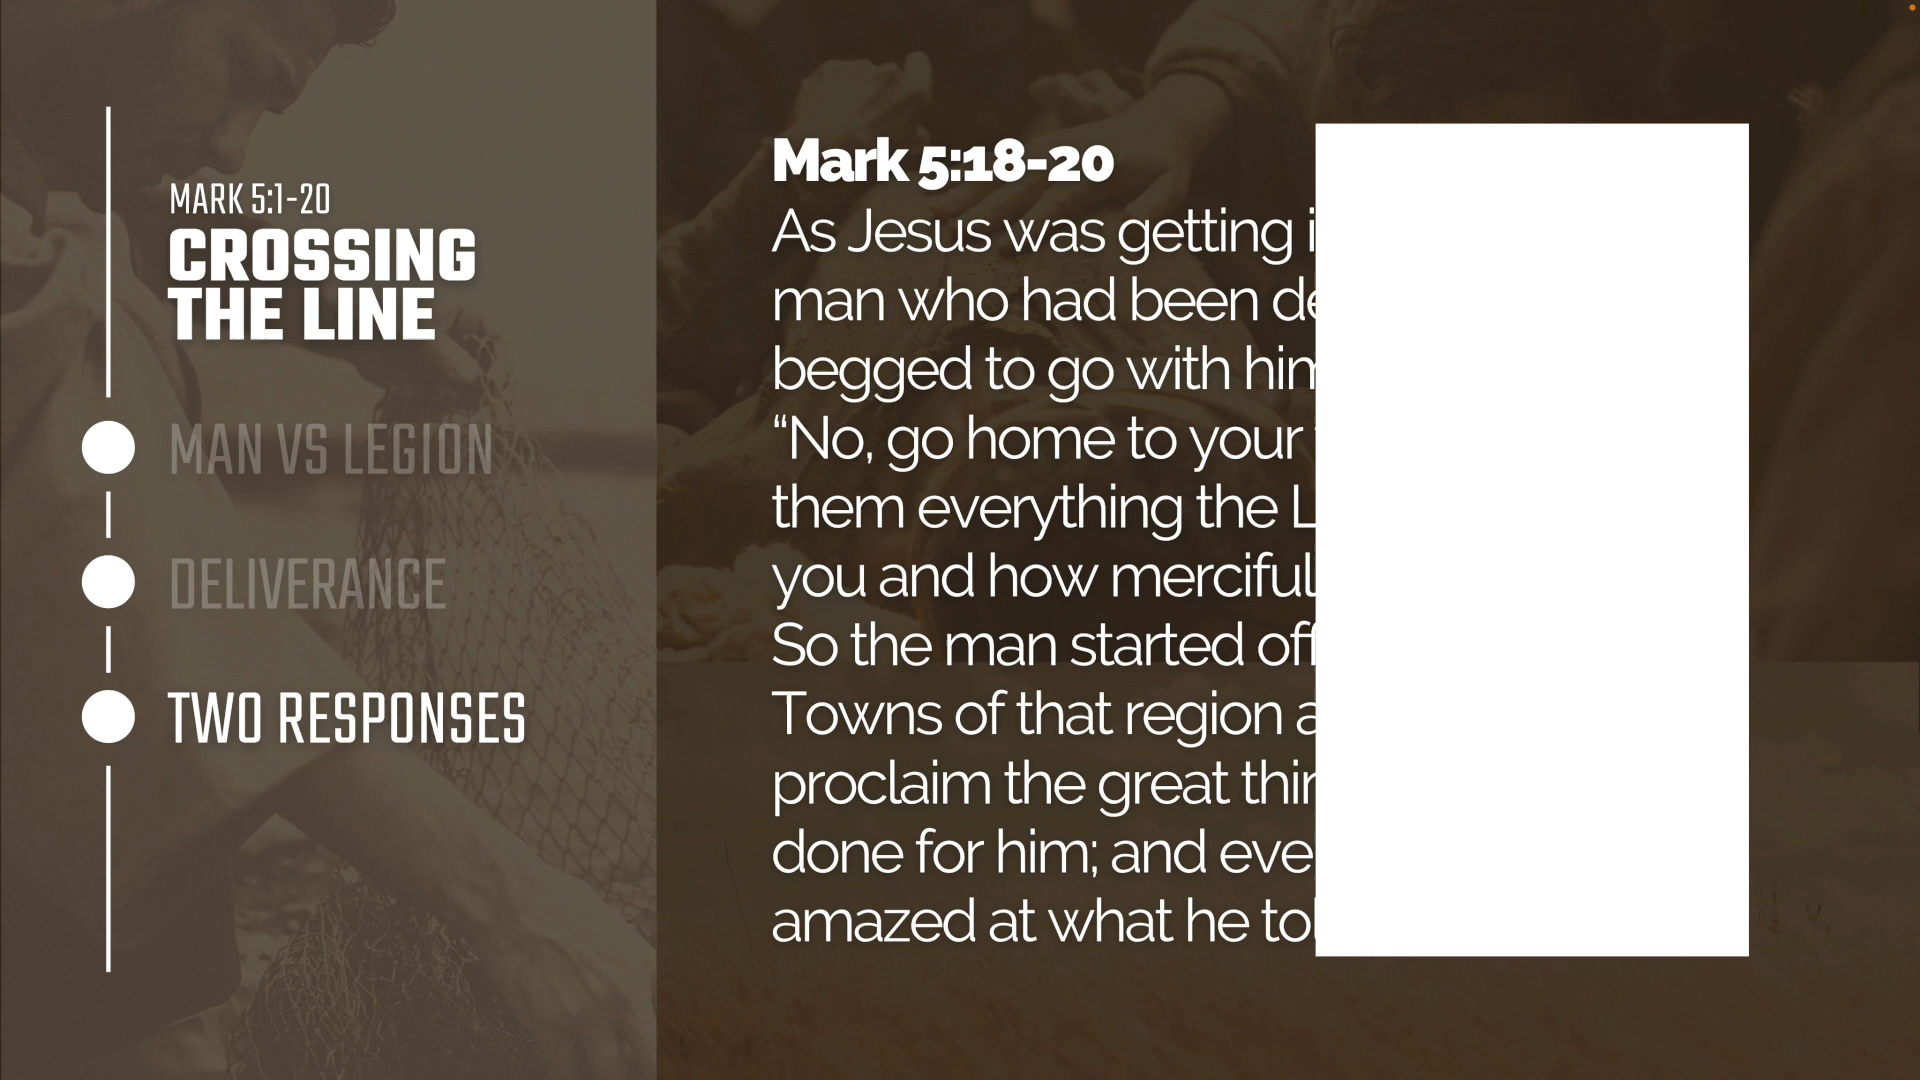 MARK 5:1-20
CROSSING
THE LINE
MAN VS LEGION
DELIVERANCE
TWO RESPONSES
Mark 5:18-20
As Jesus was getting
man who had been
begged to go with
“No, go home to your
them everything the
you and how merciful
So the man started off
Towns of that region
proclaim the great
done for him; and
amazed at what he